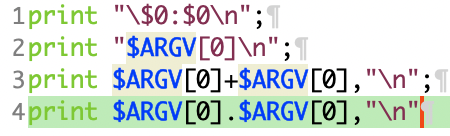 1print "\$0:$0\n";¶
2print "$ARGV[0]\n";¶
3print $ARGV[0]+$ARGV[0],"\n";¶
4print $ARGV[0].$ARGV[0],"\n"¶